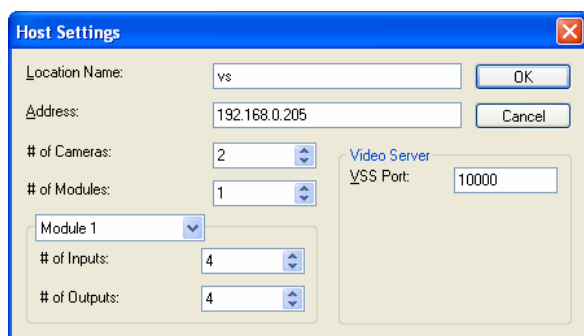 Host Settings
Location Name: vs OK
Address: 192.168.0.205 Cancel
# of Cameras: 2 Video Server
VSS Port: 10000
# of Modules: 1
Module 1
# of Inputs: 4
# of Outputs: 4